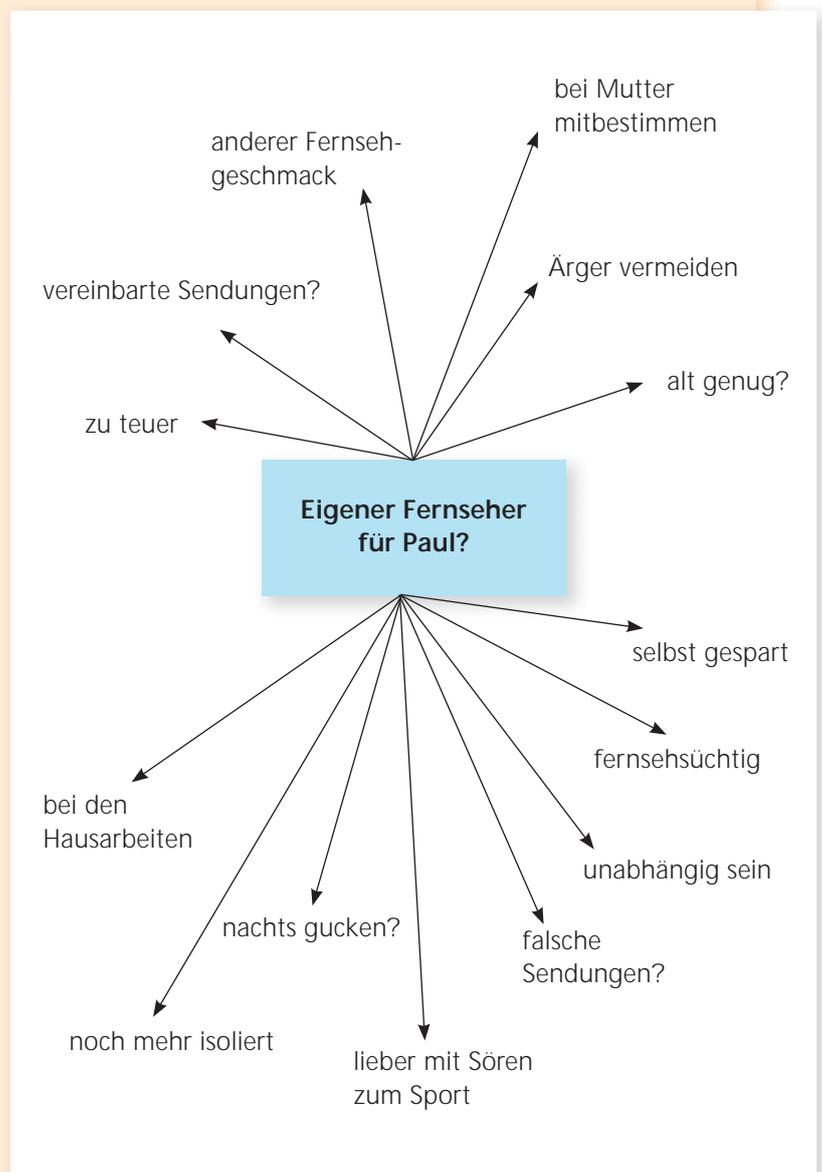 bei Mutter
mitbestimmen
anderer Fernseh-
geschmack
Ärger vermeiden
vereinbarte Sendungen?
alt genug?
zu teuer
Eigener Fernseher
für Paul?
selbst gespart
fernsehsüchtig
bei den
Hausarbeiten
unabhängig sein
nachts gucken?
falsche
Sendungen?
noch mehr isoliert
lieber mit Sören
zum Sport